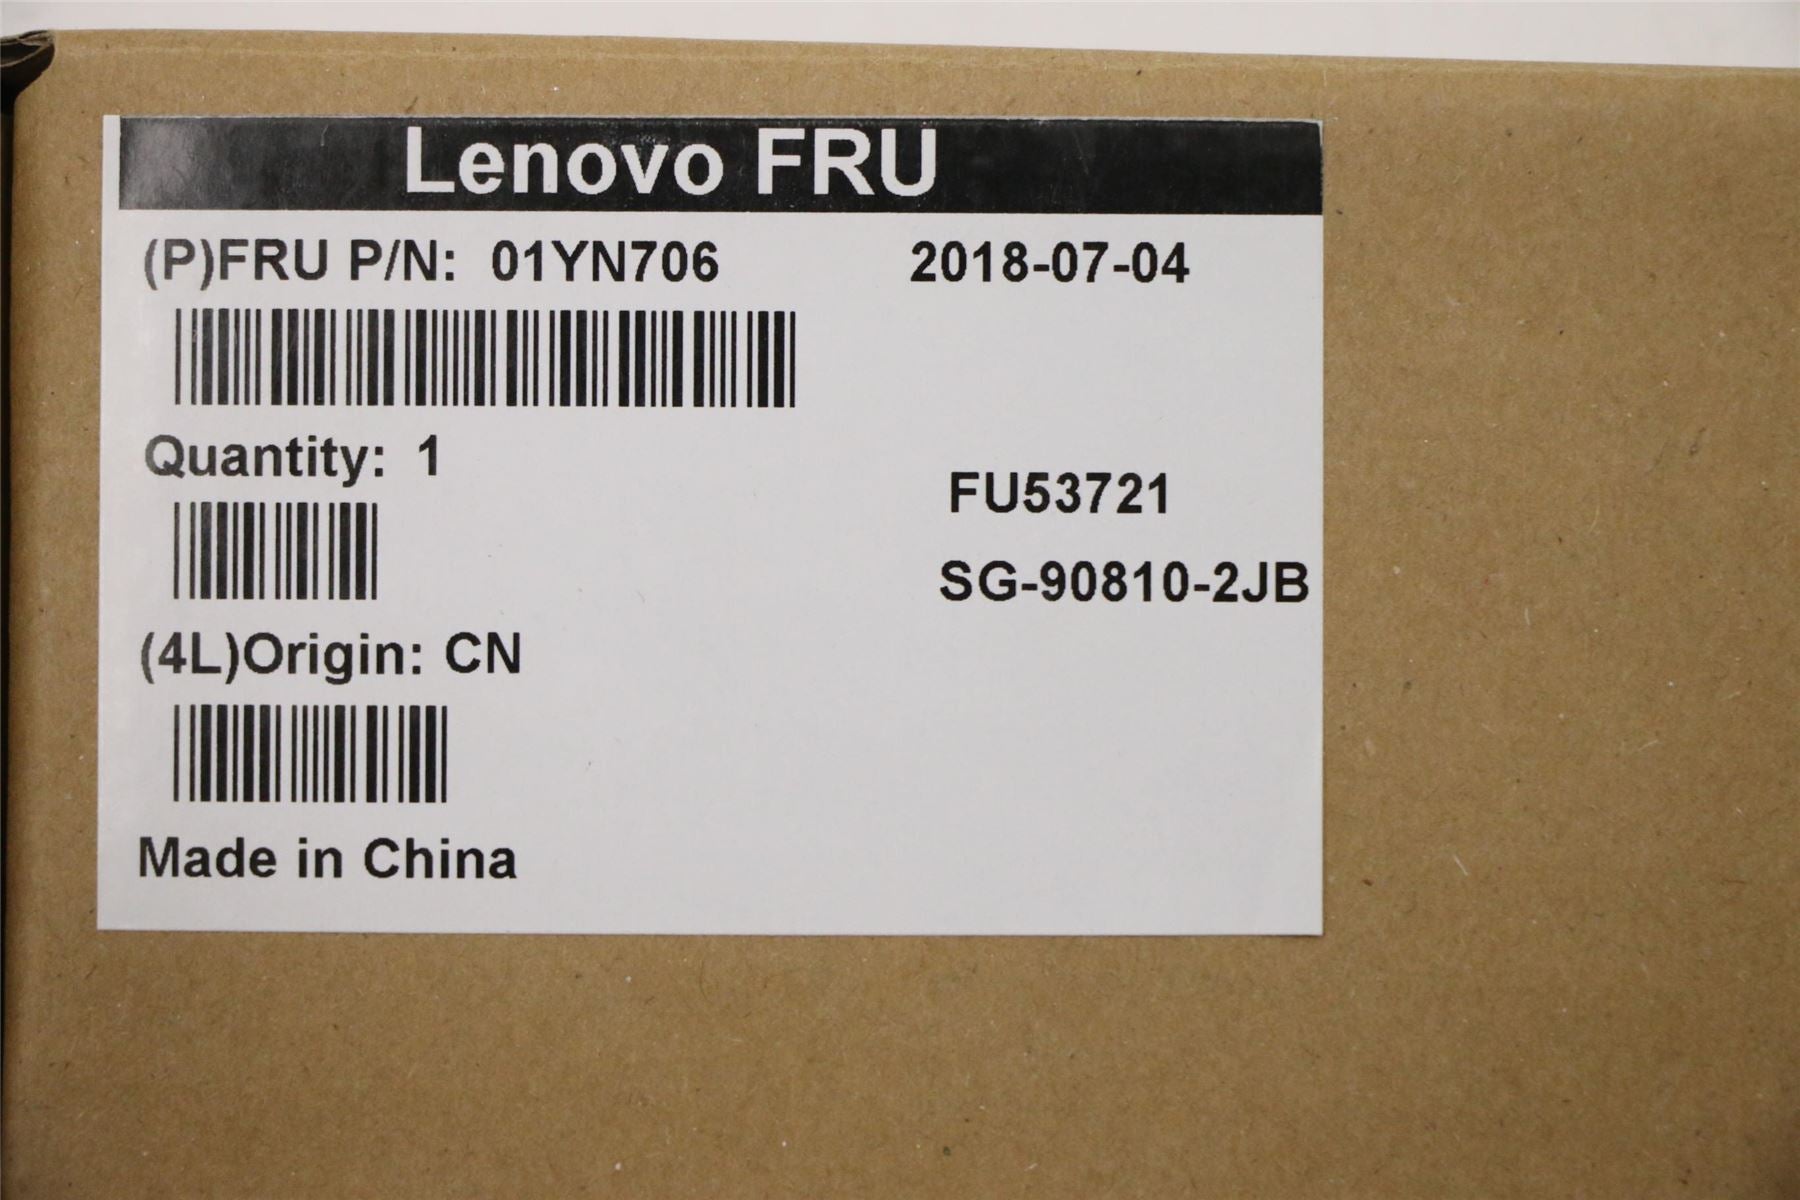 Lenovo FRU
(P)FRU P/N: 01YN706 2018-07-04
Quantity: 1
FU53721
SG-90810-2JB
(4L)Origin: CN
Made in China